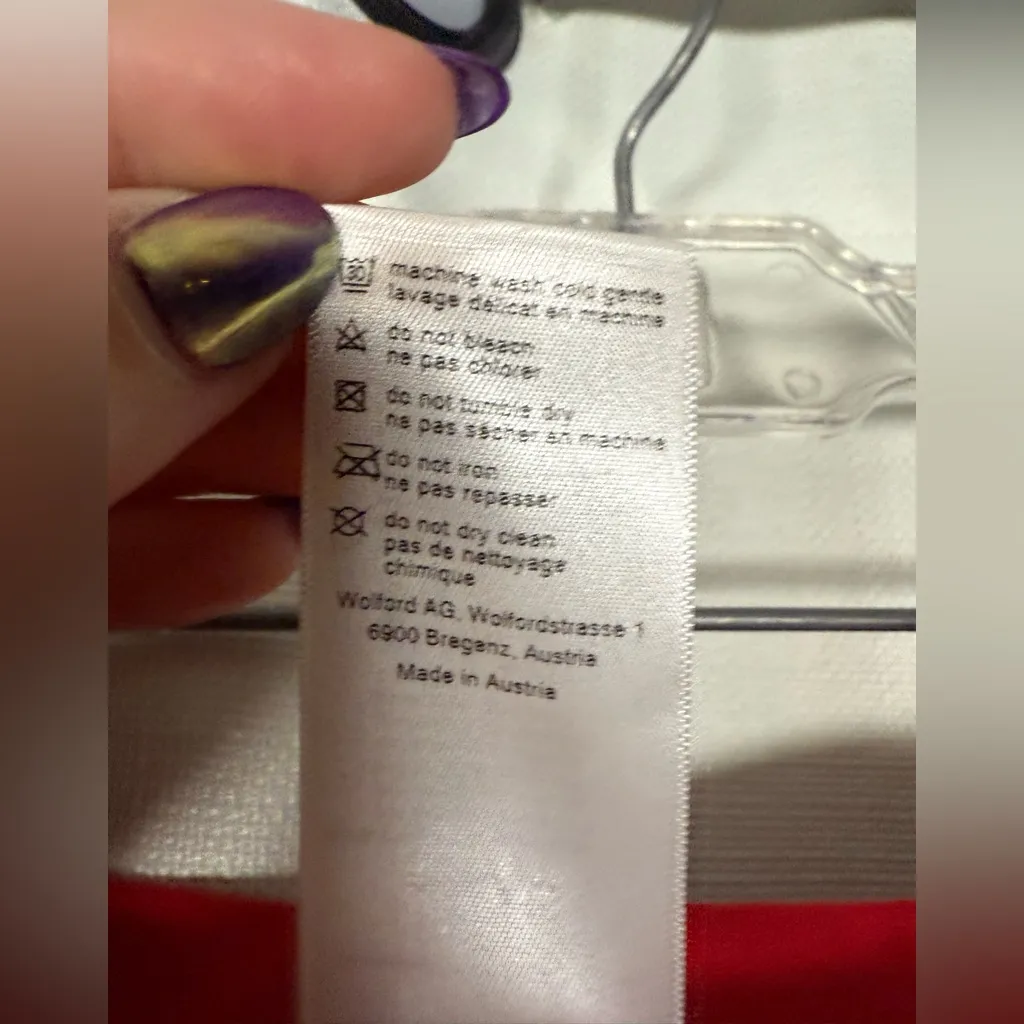 30
machine wash cold gentle
lavage délicat en machine
do not bleach
ne pas chlorer
do not tumble dry
ne pas sécher en machine
do not iron
ne pas repasser
do not dry clean
pas de nettoyage
chimique
Wolford AG, Wolfordstrasse 1
6900 Bregenz, Austria
Made in Austria